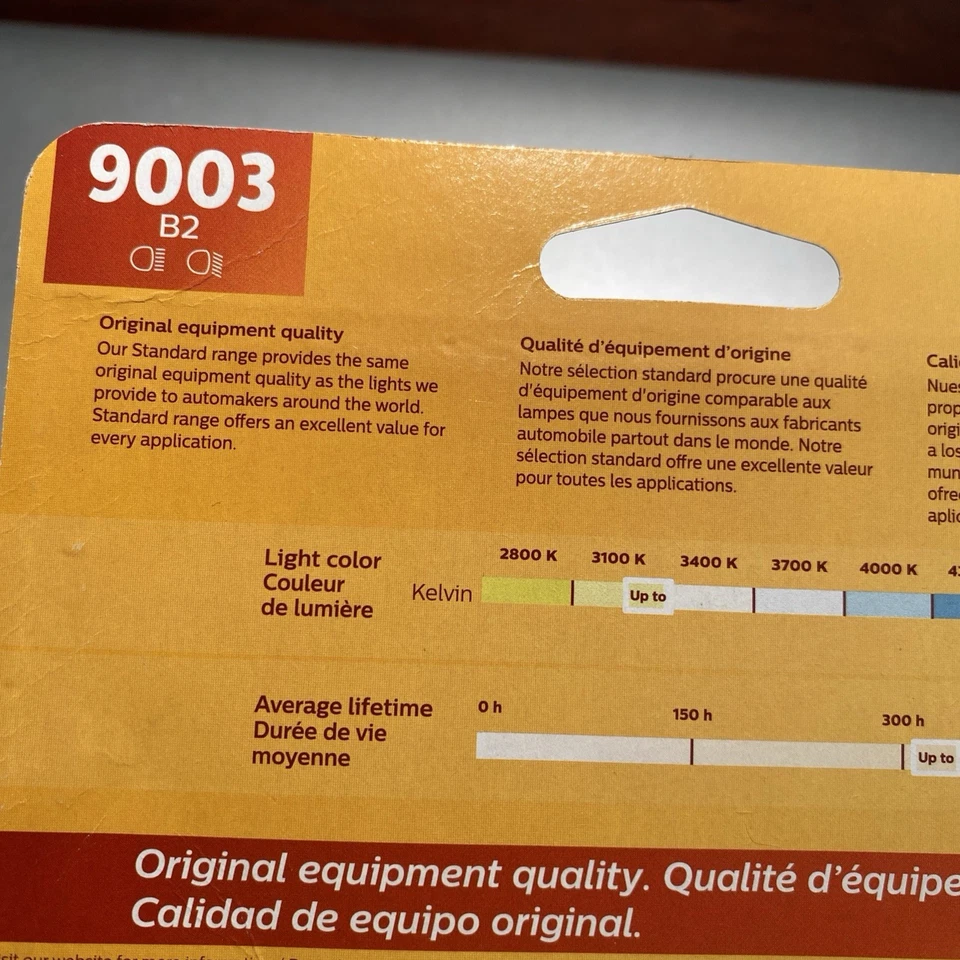 9003
B2
Original equipment quality
Our Standard range provides the same
original equipment quality as the lights we
provide to automakers around the world.
Standard range offers an excellent value for
every application.
Qualité d'équipement d'origine
Notre sélection standard procure une qualité
d'équipement d'origine comparable aux
lampes que nous fournissons aux fabricants
automobile partout dans le monde. Notre
sélection standard offre une excellente valeur
pour toutes les applications.
a los
Light color
Couleur
de lumière
Kelvin
2800 K 3100 K 3400 K 3700 K 4000 K
Up to
Average lifetime
Durée de vie
moyenne
0 h 150 h 300 h
Up to
Original equipment quality. Qualité d'équipe
Calidad de equipo original.